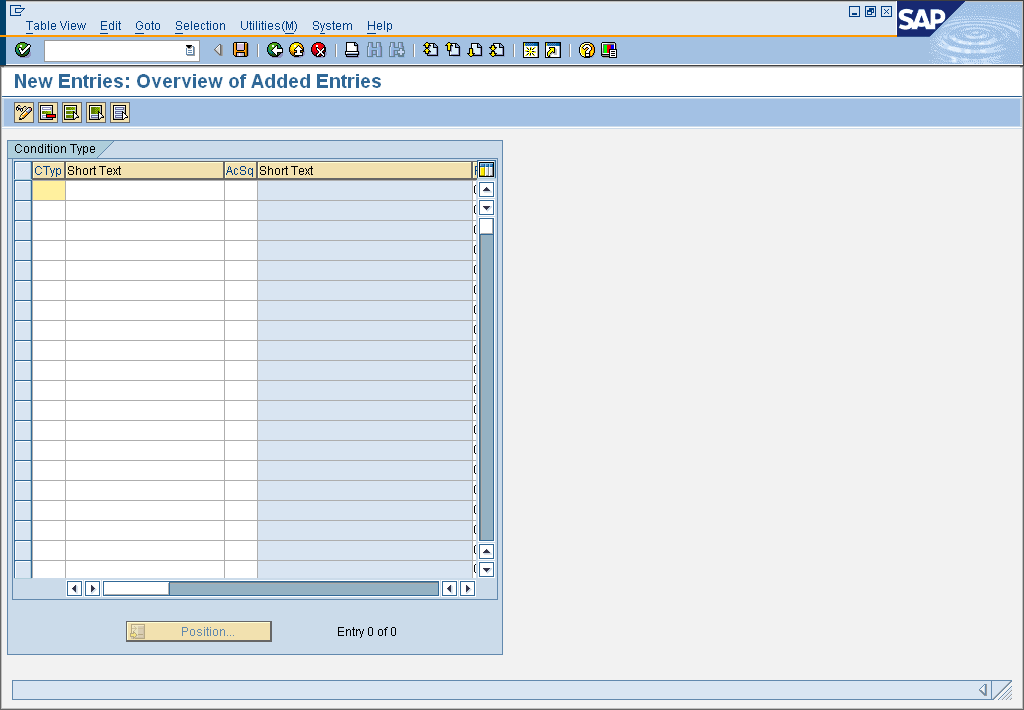 Table View Edit Goto Selection Utilities(M) System Help
SAP
New Entries: Overview of Added Entries
Condition Type
CTyp Short Text AcSq Short Text
Position... Entry 0 of 0